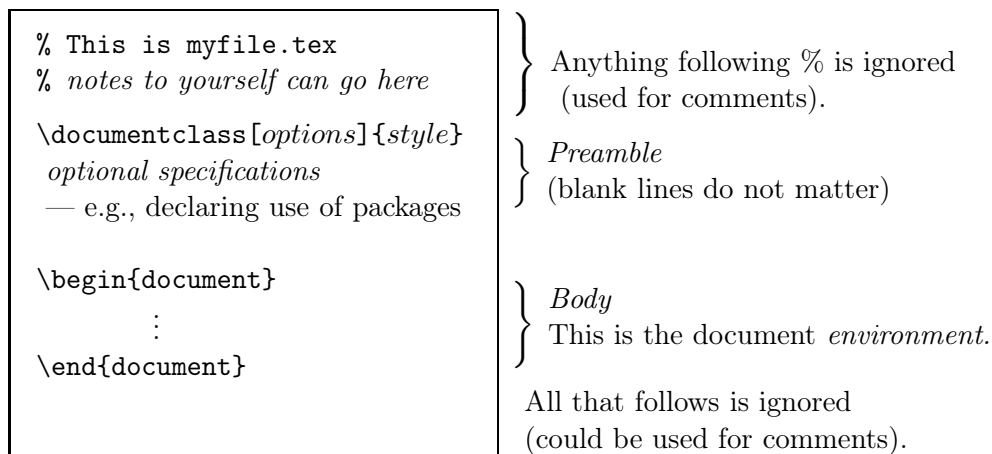 % This is myfile.tex
% notes to yourself can go here
Anything following % is ignored
(used for comments).
\documentclass[options]{style}
optional specifications
— e.g., declaring use of packages
Preamble
(blank lines do not matter)
\begin{document}
⋮
\end{document}
Body
This is the document environment.
All that follows is ignored
(could be used for comments).